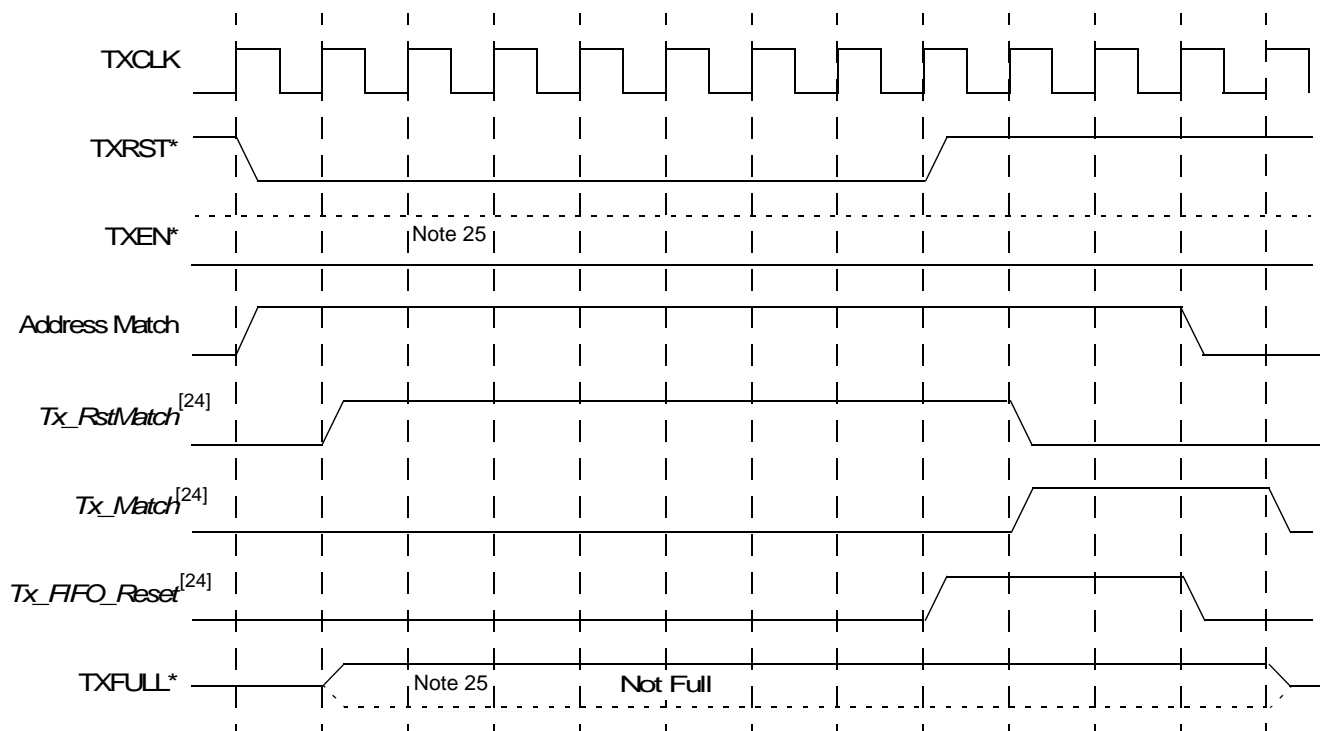 TXCLK
TXRST*
TXEN*
Note 25
Address Match
Tx_RstMatch[24]
Tx_Match[24]
Tx_FIFO_Reset[24]
TXFULL*
Note 25
Not Full